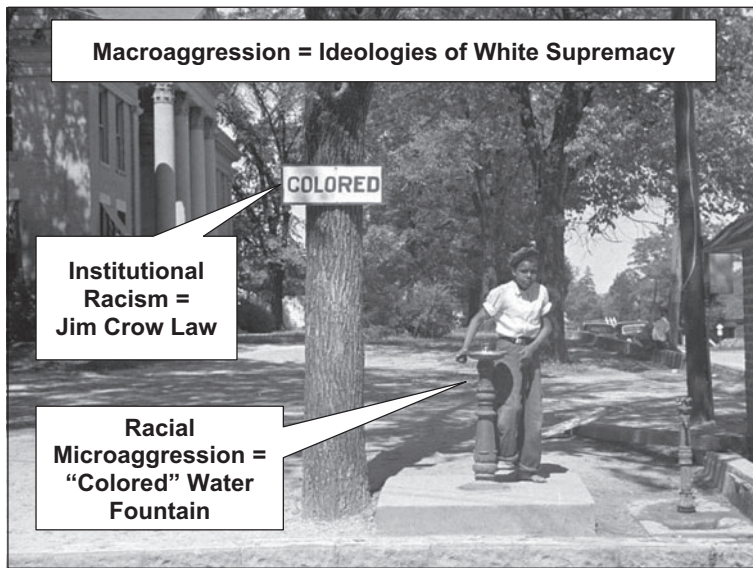 Macroaggression = Ideologies of White Supremacy
COLORED
Institutional
Racism =
Jim Crow Law
Racial
Microaggression =
“Colored” Water
Fountain